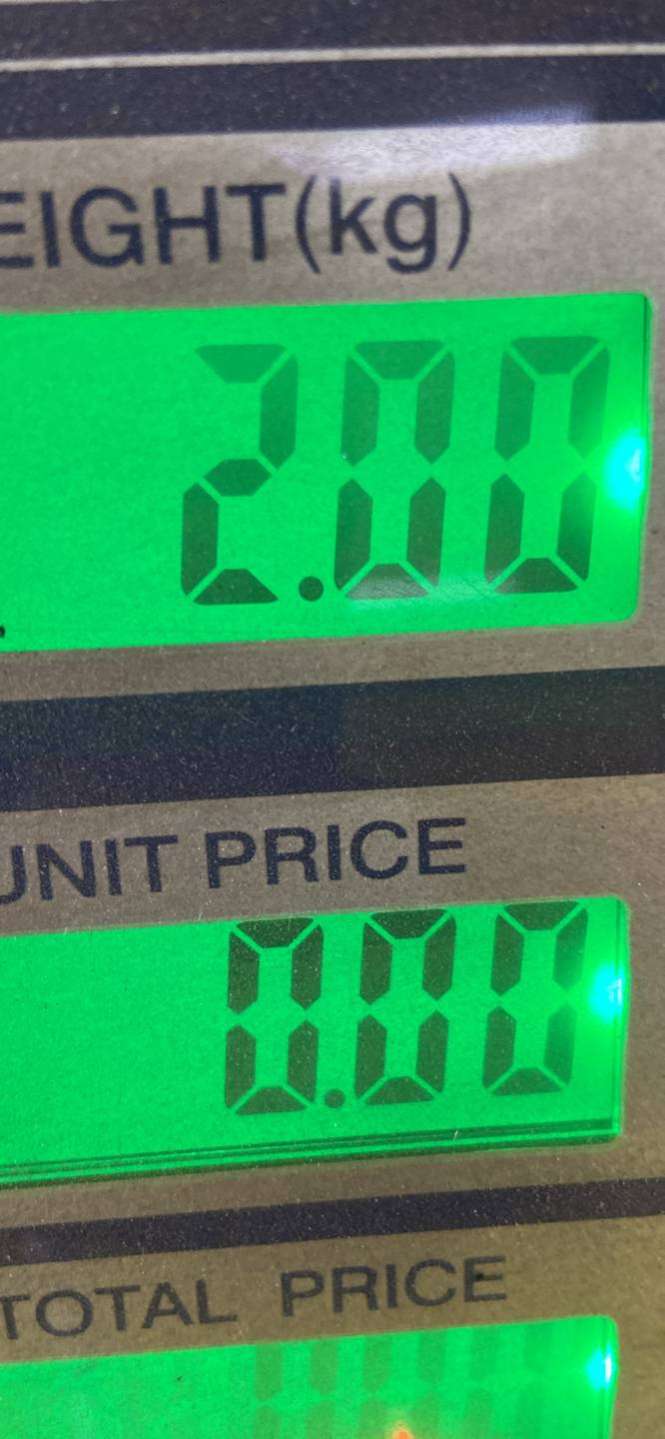 EIGHT(kg)
2.00
UNIT PRICE
0.00
TOTAL PRICE